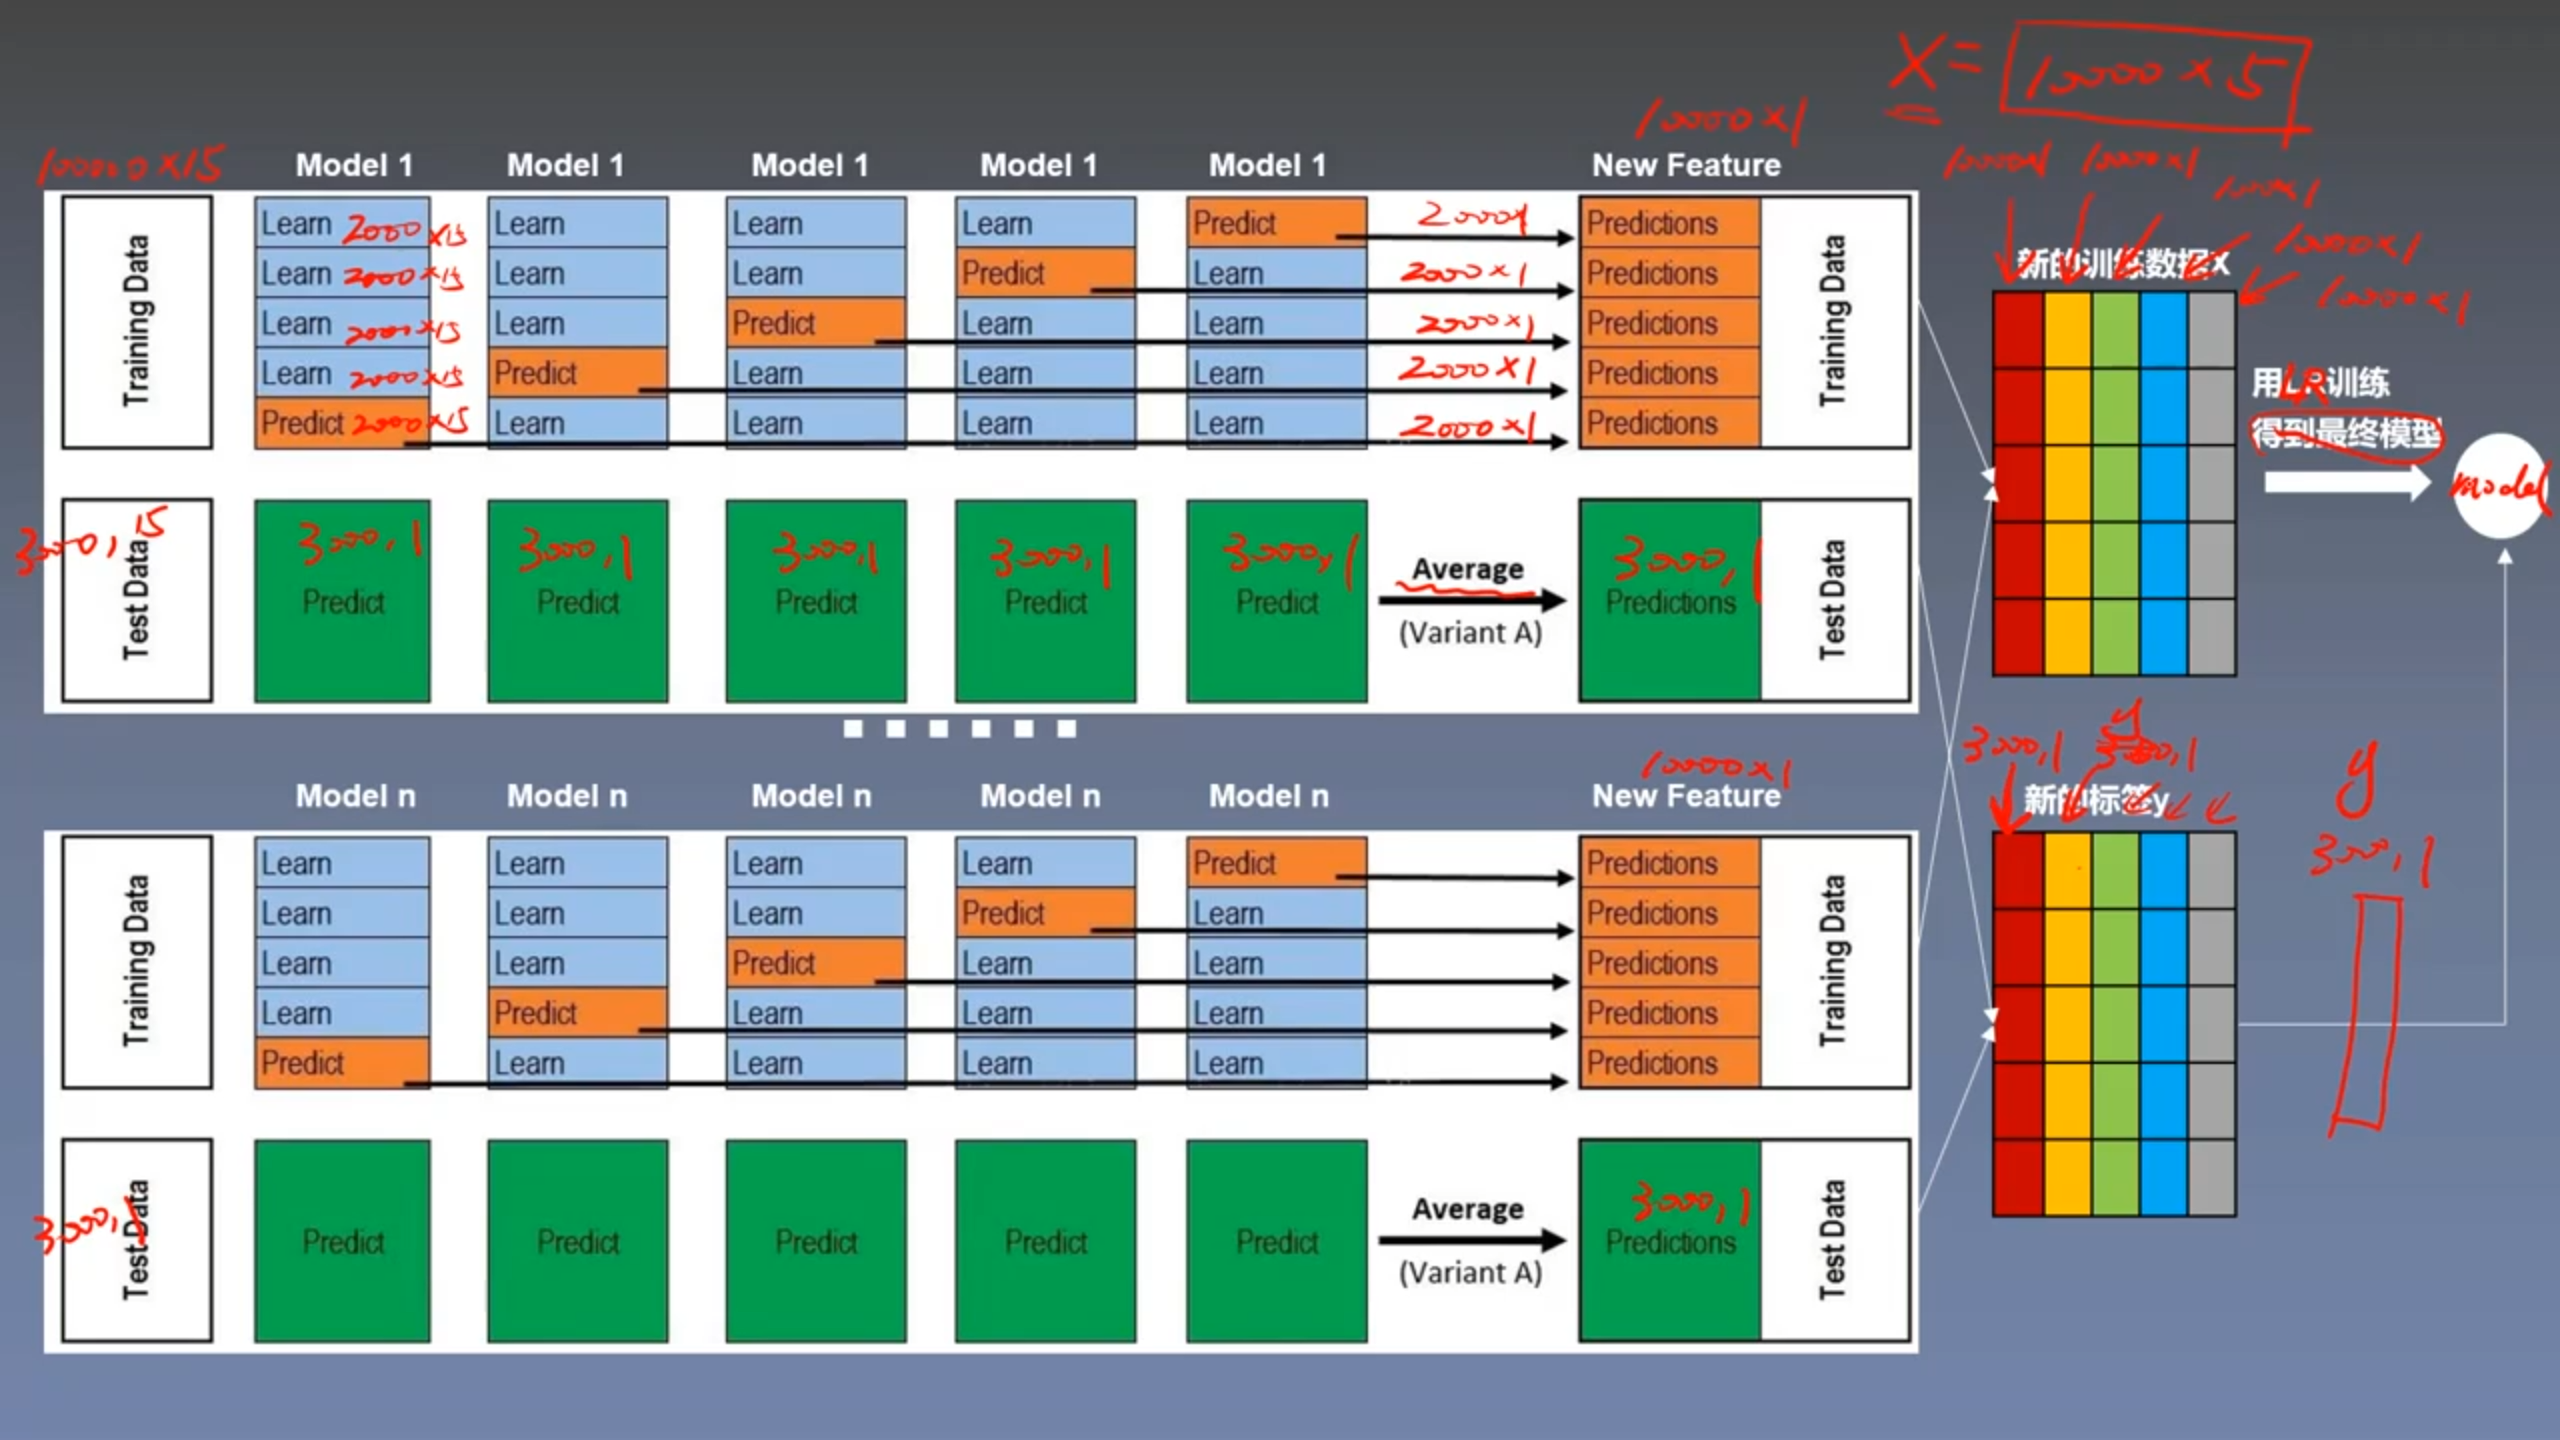 X = 10000 × 5
10000×1
10000 × 15
Model 1
Model 1
Model 1
Model 1
Model 1
New Feature
10000×1
10000×1
10000×1
10000×1
Training Data
Learn 2000 ×15
Learn
Learn
Learn
Predict
2000×1
Predictions
Training Data
Learn 2000×15
Learn
Learn
Predict
Learn
2000×1
Predictions
Learn 2000×15
Learn
Predict
Learn
Learn
2000×1
Predictions
Learn 2000×15
Predict
Learn
Learn
Learn
2000×1
Predictions
Predict 2000×15
Learn
Learn
Learn
Learn
2000×1
Predictions
新的训练数据X
用LR训练
得到最终模型
model
3000, 15
Test Data
3000, 1
Predict
3000, 1
Predict
3000, 1
Predict
3000, 1
Predict
3000, 1
Predict
Average
(Variant A)
3000, 1
Predictions
Test Data
Model n
Model n
Model n
Model n
Model n
10000×1
New Feature
Training Data
Learn
Learn
Learn
Learn
Predict
Predictions
Training Data
Learn
Learn
Learn
Predict
Learn
Predictions
Learn
Learn
Predict
Learn
Learn
Predictions
Learn
Predict
Learn
Learn
Learn
Predictions
Predict
Learn
Learn
Learn
Learn
Predictions
3000, 1
y
3000, 1
新的标签y
y
3000, 1
3000, 1
Test Data
Predict
Predict
Predict
Predict
Predict
Average
(Variant A)
3000, 1
Predictions
Test Data